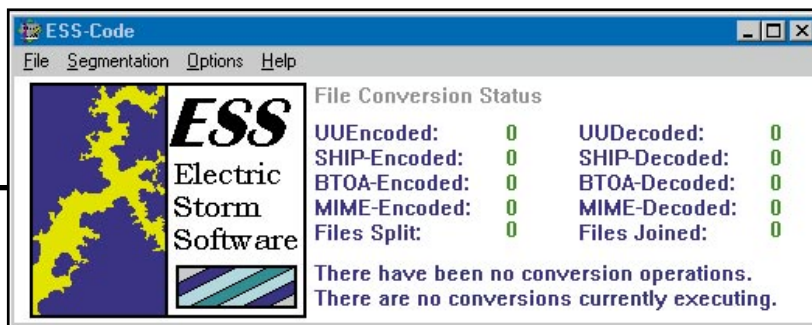 ESS-Code
File Segmentation Options Help
ESS
Electric
Storm
Software
File Conversion Status
UUEncoded: 0 UUDecoded: 0
SHIP-Encoded: 0 SHIP-Decoded: 0
BTOA-Encoded: 0 BTOA-Decoded: 0
MIME-Encoded: 0 MIME-Decoded: 0
Files Split: 0 Files Joined: 0
There have been no conversion operations.
There are no conversions currently executing.